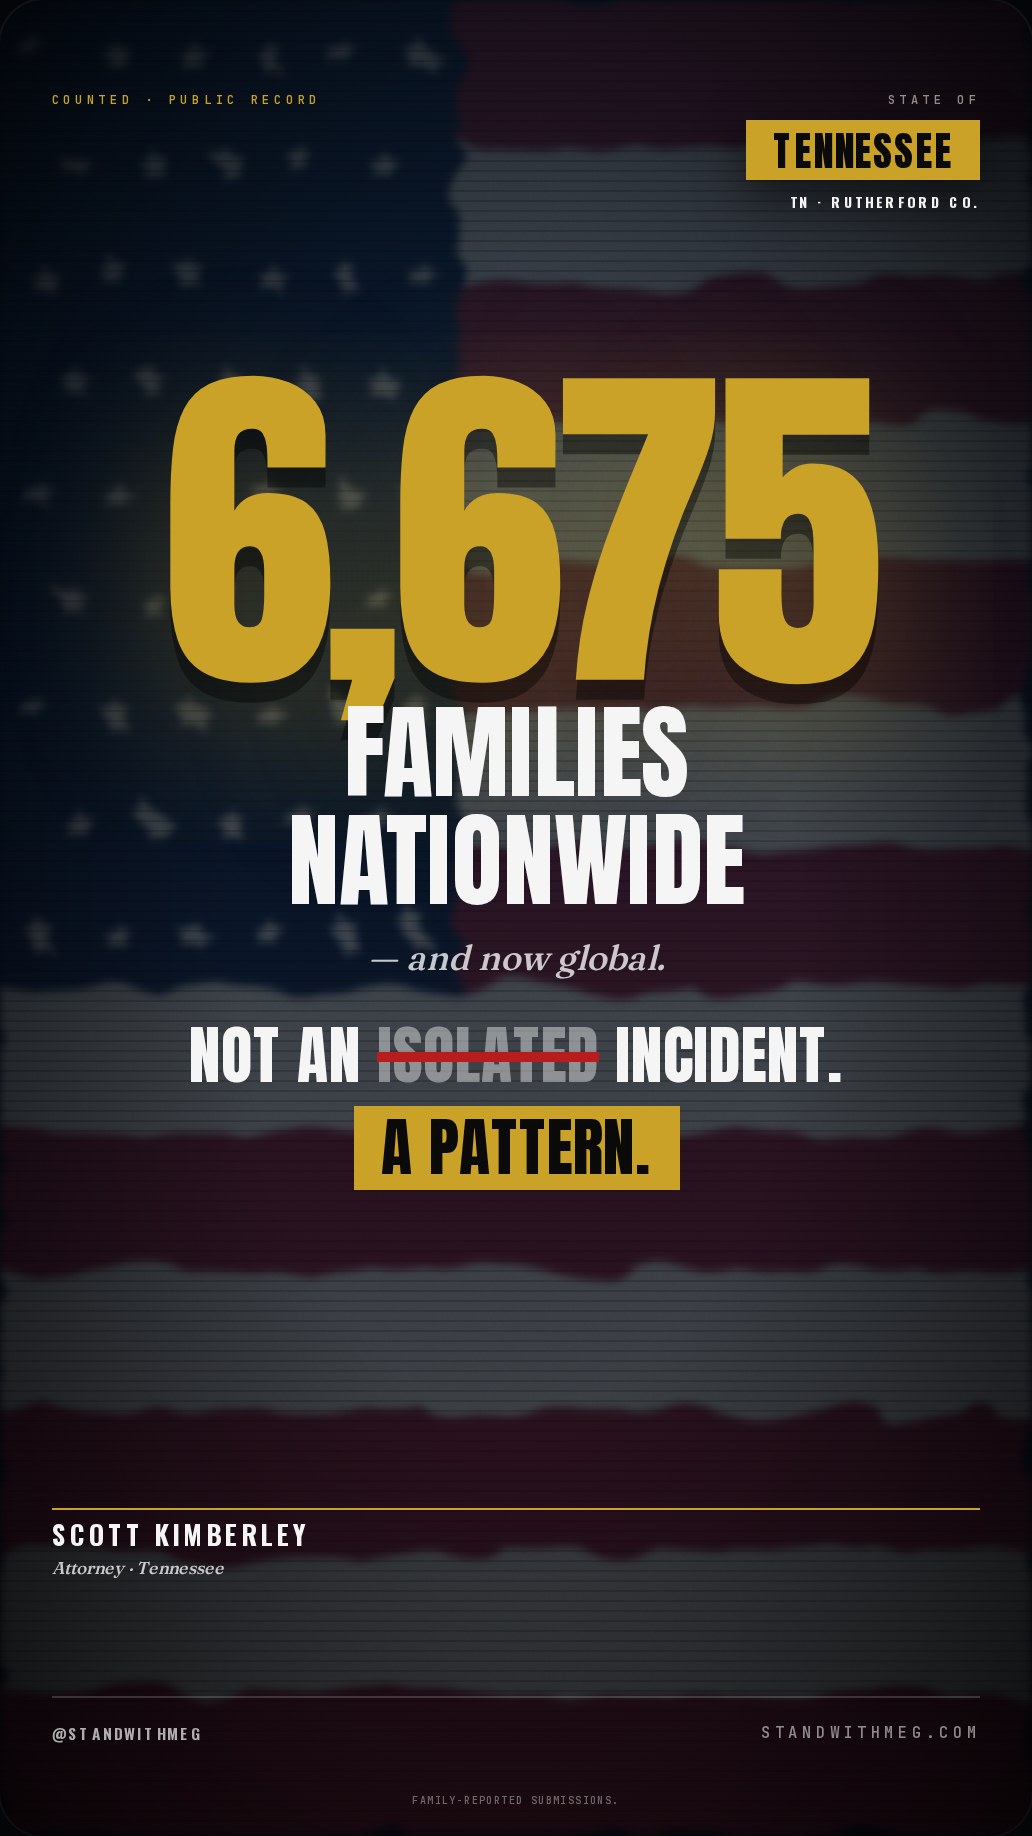 COUNTED · PUBLIC RECORD
STATE OF
TENNESSEE
TN · RUTHERFORD CO.
6,675
FAMILIES
NATIONWIDE
— and now global.
NOT AN ISOLATED INCIDENT.
A PATTERN.
SCOTT KIMBERLEY
Attorney · Tennessee
@STANDWITHMEG
STANDWITHMEG.COM
FAMILY-REPORTED SUBMISSIONS.